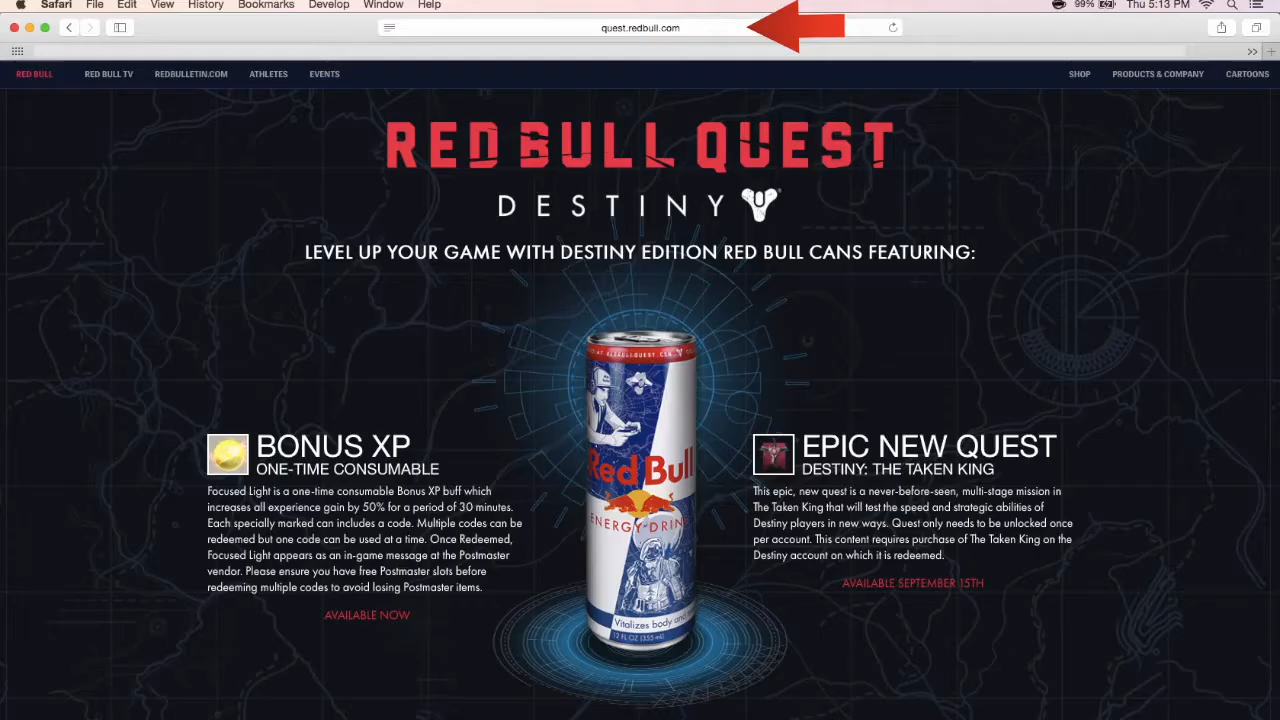 Safari File Edit View History Bookmarks Develop Window Help 99% Thu 5:13 PM
quest.redbull.com
RED BULL RED BULL TV REDBULLETIN.COM ATHLETES EVENTS SHOP PRODUCTS & COMPANY CARTOONS
RED BULL QUEST
DESTINY
LEVEL UP YOUR GAME WITH DESTINY EDITION RED BULL CANS FEATURING:
AT REDBULLQUEST.COM
Red Bull
ENERGY DRINK
Vitalizes body and
12 FL OZ (355 mL)
BONUS XP
ONE-TIME CONSUMABLE
Focused Light is a one-time consumable Bonus XP buff which
increases all experience gain by 50% for a period of 30 minutes.
Each specially marked can includes a code. Multiple codes can be
redeemed but one code can be used at a time. Once Redeemed,
Focused Light appears as an in-game message at the Postmaster
vendor. Please ensure you have free Postmaster slots before
redeeming multiple codes to avoid losing Postmaster items.
AVAILABLE NOW
EPIC NEW QUEST
DESTINY: THE TAKEN KING
This epic, new quest is a never-before-seen, multi-stage mission in
The Taken King that will test the speed and strategic abilities of
Destiny players in new ways. Quest only needs to be unlocked once
per account. This content requires purchase of The Taken King on the
Destiny account on which it is redeemed.
AVAILABLE SEPTEMBER 15TH